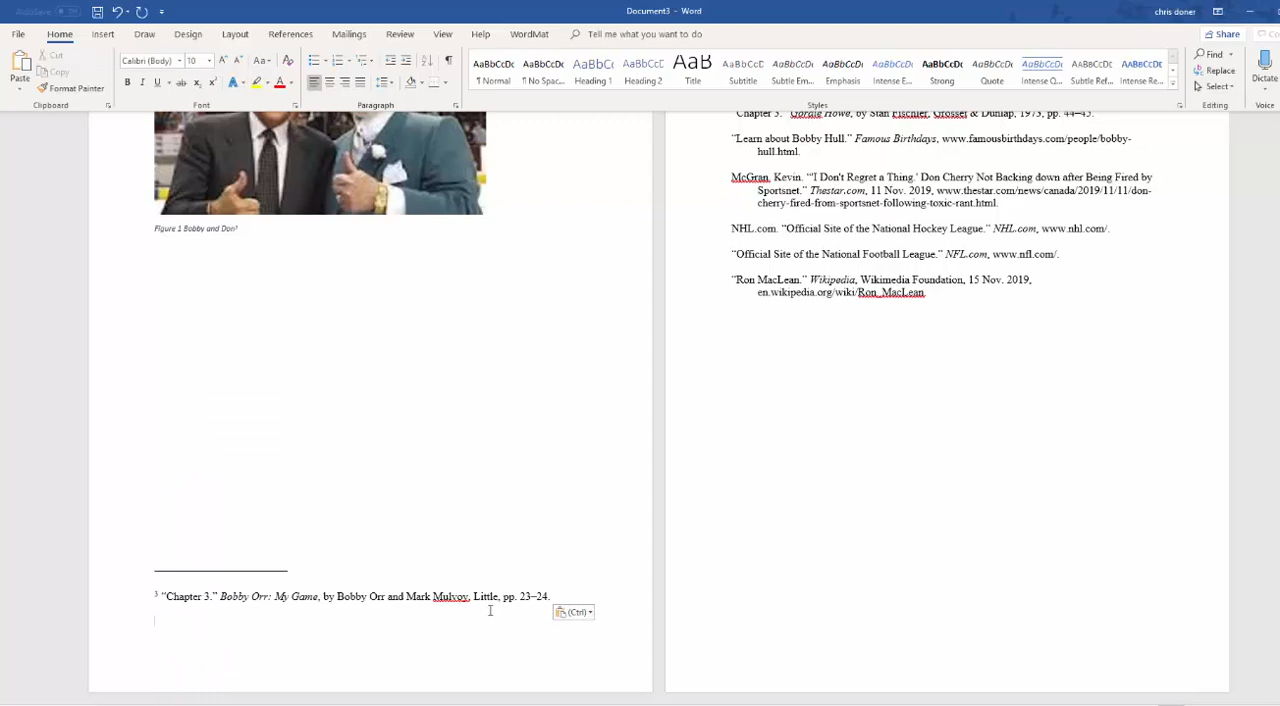 AutoSave Off
Document3 - Word
chris doner
File Home Insert Draw Design Layout References Mailings Review View Help WordMat Tell me what you want to do
Share
Paste
Cut
Copy
Format Painter
Clipboard
Calibri (Body) 10
Font
Paragraph
AaBbCcDc AaBbCcDc AaBbCc AaBbCcD AaB AaBbCcD AaBbCcDc AaBbCcDc AaBbCcDc AaBbCcDc AaBbCcDc AaBbCcDc AaBbCcDc AaBbCcDc
¶ Normal ¶ No Spac... Heading 1 Heading 2 Title Subtitle Subtle Em... Emphasis Intense E... Strong Quote Intense Q... Subtle Ref... Intense Re...
Styles
Find
Replace
Select
Editing
Dictate
Voice
Figure 1 Bobby and Don³
3 “Chapter 3.” Bobby Orr: My Game, by Bobby Orr and Mark Mulvoy, Little, pp. 23–24.
(Ctrl)
“Chapter 3.” Gordie Howe, by Stan Fischler, Grosset & Dunlap, 1973, pp. 44–45.
“Learn about Bobby Hull.” Famous Birthdays, www.famousbirthdays.com/people/bobby-
hull.html.
McGran, Kevin. “‘I Don't Regret a Thing.' Don Cherry Not Backing down after Being Fired by
Sportsnet.” Thestar.com, 11 Nov. 2019, www.thestar.com/news/canada/2019/11/11/don-
cherry-fired-from-sportsnet-following-toxic-rant.html.
NHL.com. “Official Site of the National Hockey League.” NHL.com, www.nhl.com/.
“Official Site of the National Football League.” NFL.com, www.nfl.com/.
“Ron MacLean.” Wikipedia, Wikimedia Foundation, 15 Nov. 2019,
en.wikipedia.org/wiki/Ron_MacLean.